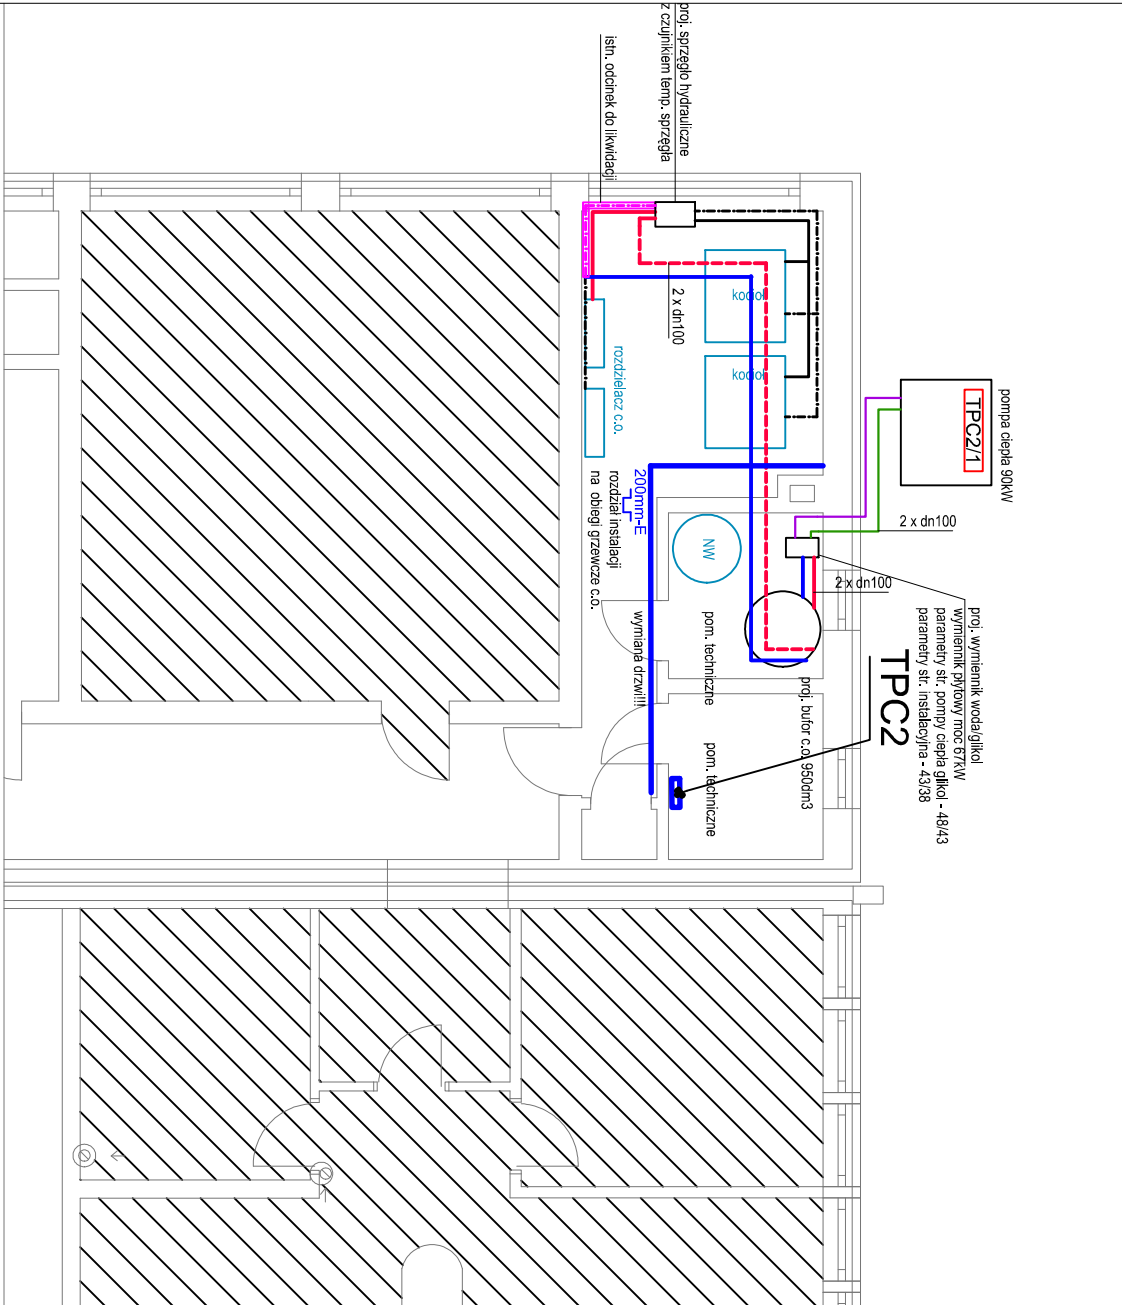 proj. sprzęgło hydrauliczne
z czujnikiem temp. sprzęgła
istn. odcinek do likwidacji
kocioł
kocioł
2 x dn100
rozdzielacz c.o.
200mm-E
rozdział instalacji
na obiegi grzewcze c.o.
NW
pompa ciepła 90kW
TPC2/1
2 x dn100
2 x dn100
proj. wymiennik woda/glikol
wymiennik płytowy moc 67kW
parametry str. pompy ciepła glikol - 48/43
parametry str. instalacyjna - 43/38
TPC2
proj. bufor c.o. 950dm3
pom. techniczne
pom. techniczne
wymiana drzwi!!!